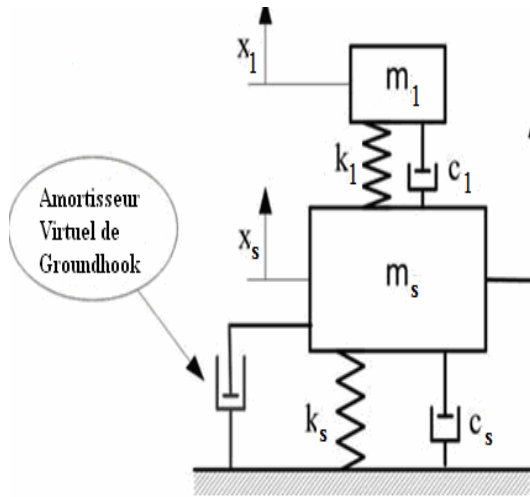 x1
m1
k1
c1
Amortisseur
Virtuel de
Groundhook
xs
ms
ks
cs